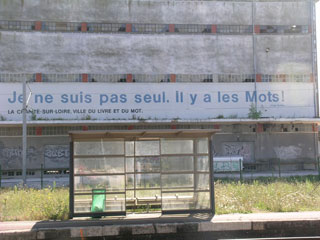 Je ne suis pas seul. Il y a les Mots!
LA CHARITÉ-SUR-LOIRE, VILLE DU LIVRE ET DU MOT.